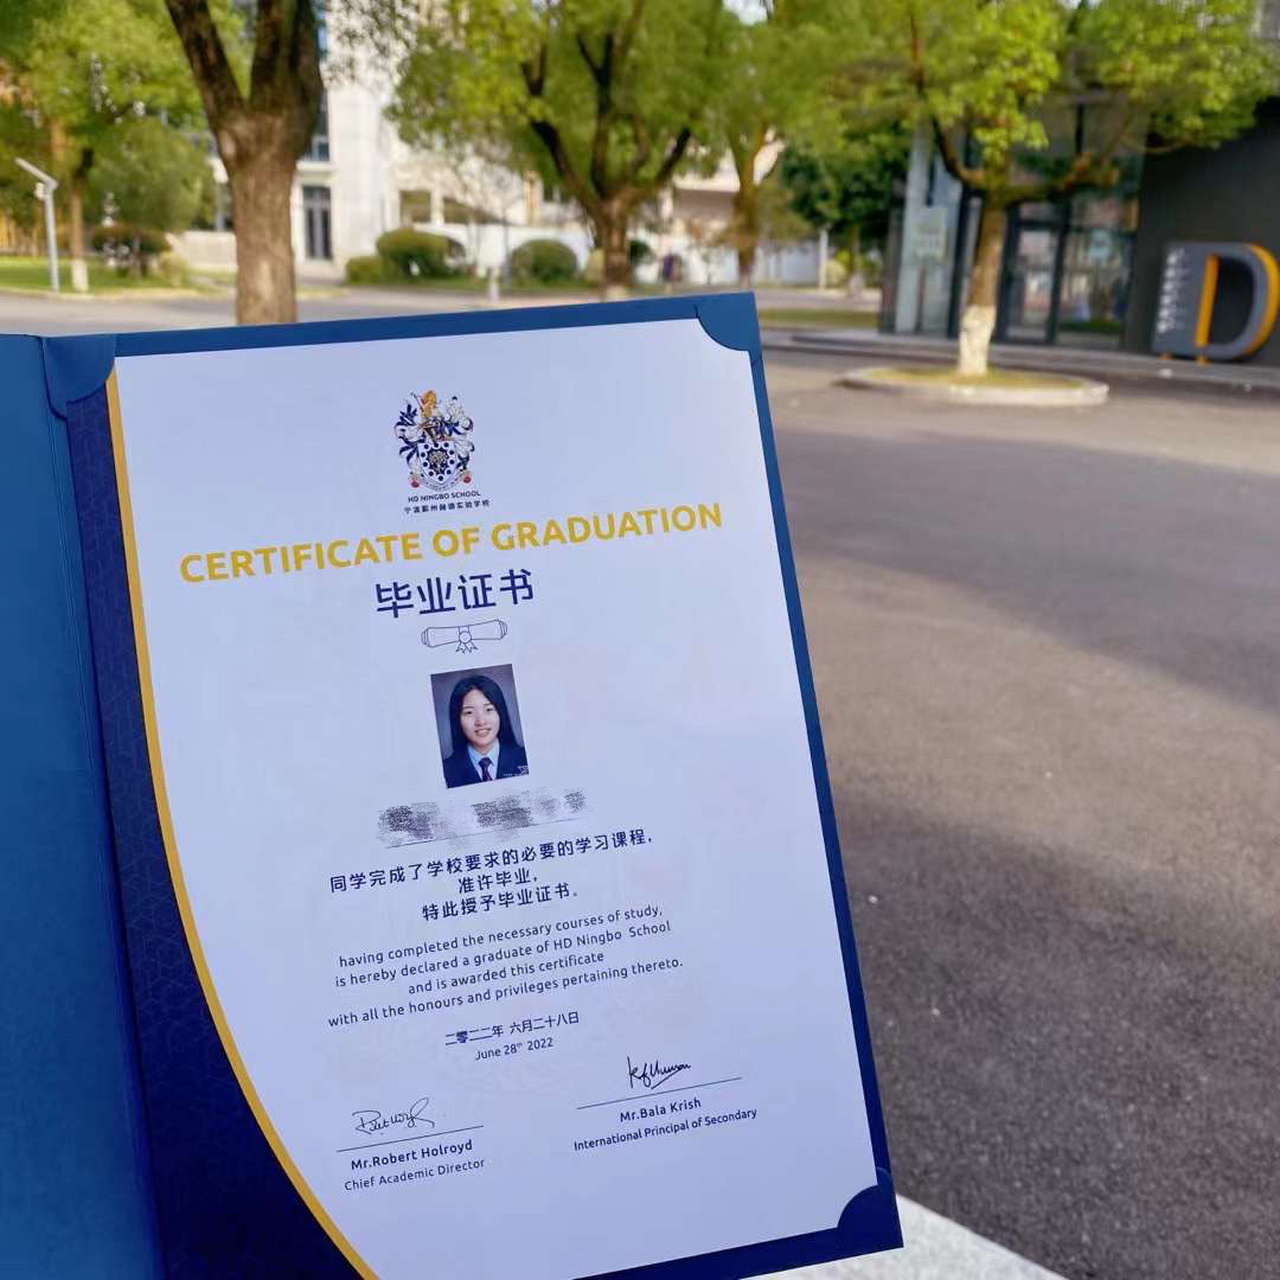 HD NINGBO SCHOOL
宁波鄞州赫德实验学校
CERTIFICATE OF GRADUATION
毕业证书
同学完成了学校要求的必要的学习课程,
准许毕业,
特此授予毕业证书。
having completed the necessary courses of study,
is hereby declared a graduate of HD Ningbo School
and is awarded this certificate
with all the honours and privileges pertaining thereto.
二零二二年 六月二十八日
June 28th 2022
Mr.Robert Holroyd
Chief Academic Director
Mr.Bala Krish
International Principal of Secondary
D